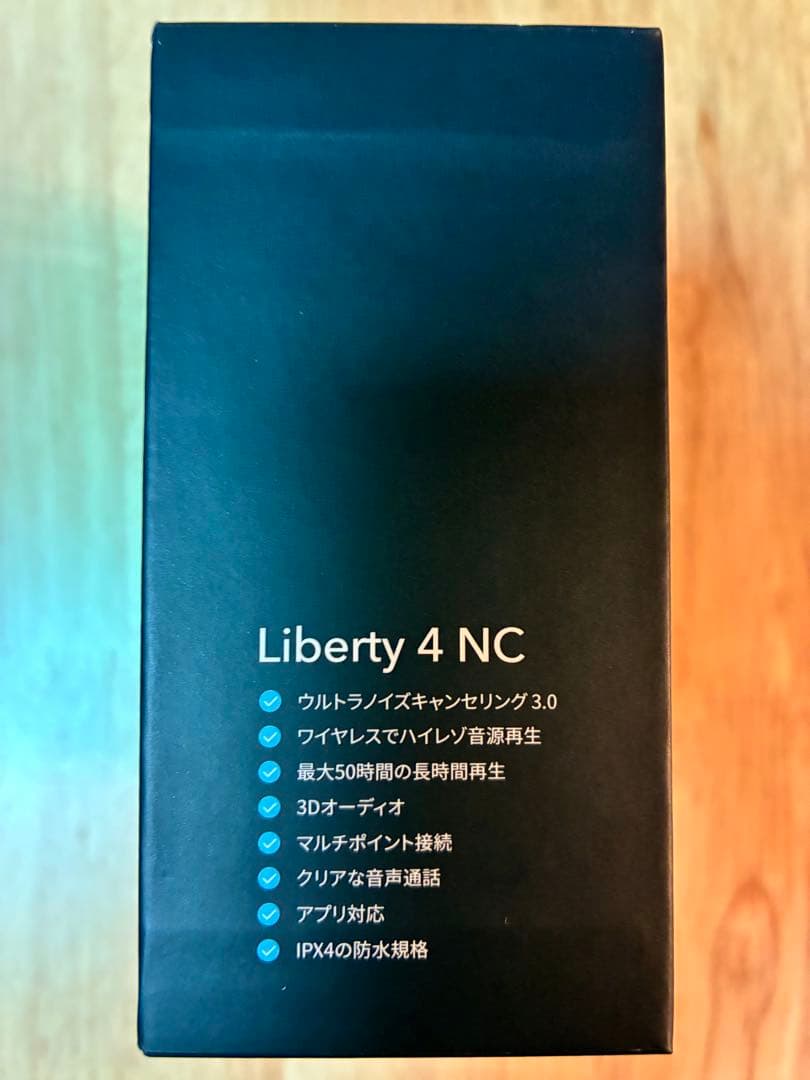 Liberty 4 NC
ウルトラノイズキャンセリング 3.0
ワイヤレスでハイレゾ音源再生
最大50時間の長時間再生
3Dオーディオ
マルチポイント接続
クリアな音声通話
アプリ対応
IPX4の防水規格